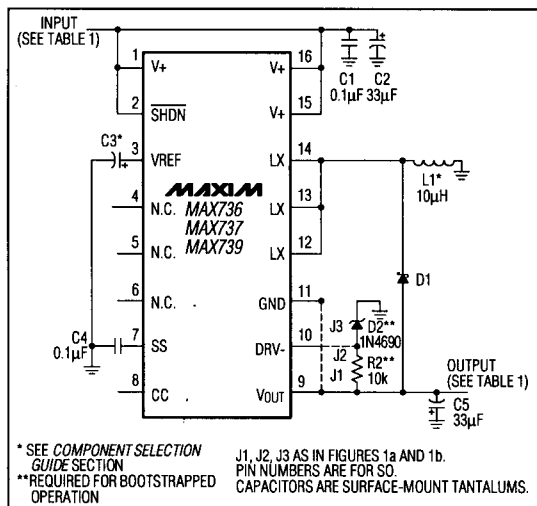 INPUT
(SEE TABLE 1)
1 V+
2 SHDN
C3* 3 VREF
4 N.C.
5 N.C.
6 N.C.
C4
0.1µF
7 SS
8 CC
MAXIM
MAX736
MAX737
MAX739
16 V+
15 V+
14 LX
13 LX
12 LX
11 GND
10 DRV-
9 VOUT
C1
0.1µF
C2
33µF
L1*
10µH
D1
J3 D2**
1N4690
J2 R2**
J1 10k
OUTPUT
(SEE TABLE 1)
C5
33µF
* SEE COMPONENT SELECTION
GUIDE SECTION
**REQUIRED FOR BOOTSTRAPPED
OPERATION
J1, J2, J3 AS IN FIGURES 1a AND 1b.
PIN NUMBERS ARE FOR SO.
CAPACITORS ARE SURFACE-MOUNT TANTALUMS.